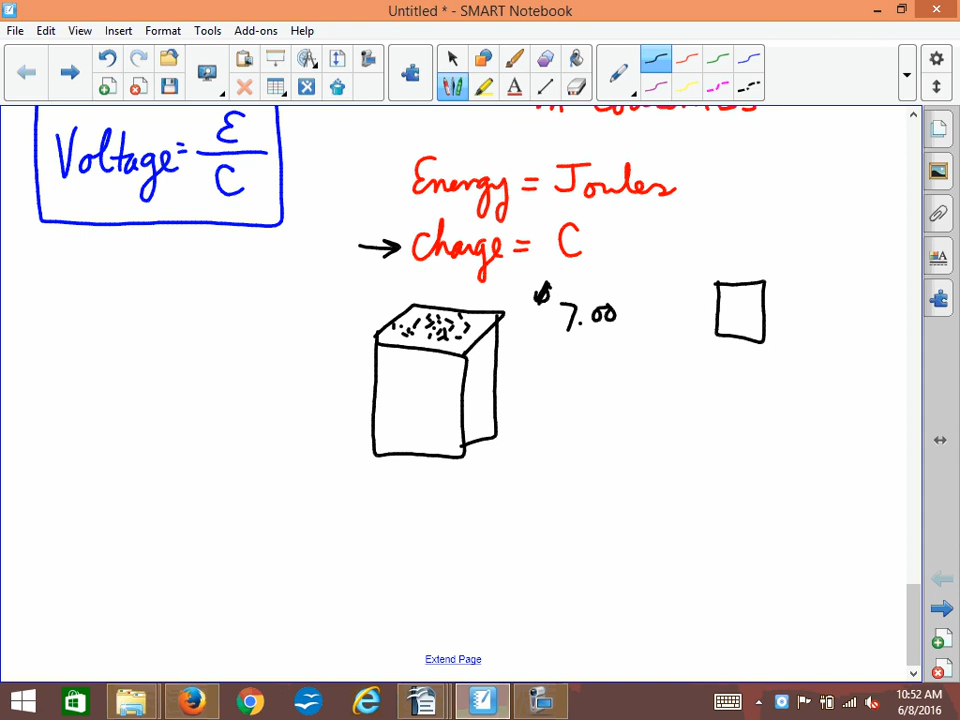 Untitled * - SMART Notebook
File Edit View Insert Format Tools Add-ons Help
Voltage = E
C
Energy = Joules
Charge = C
$ 7.00
Extend Page
10:52 AM
6/8/2016